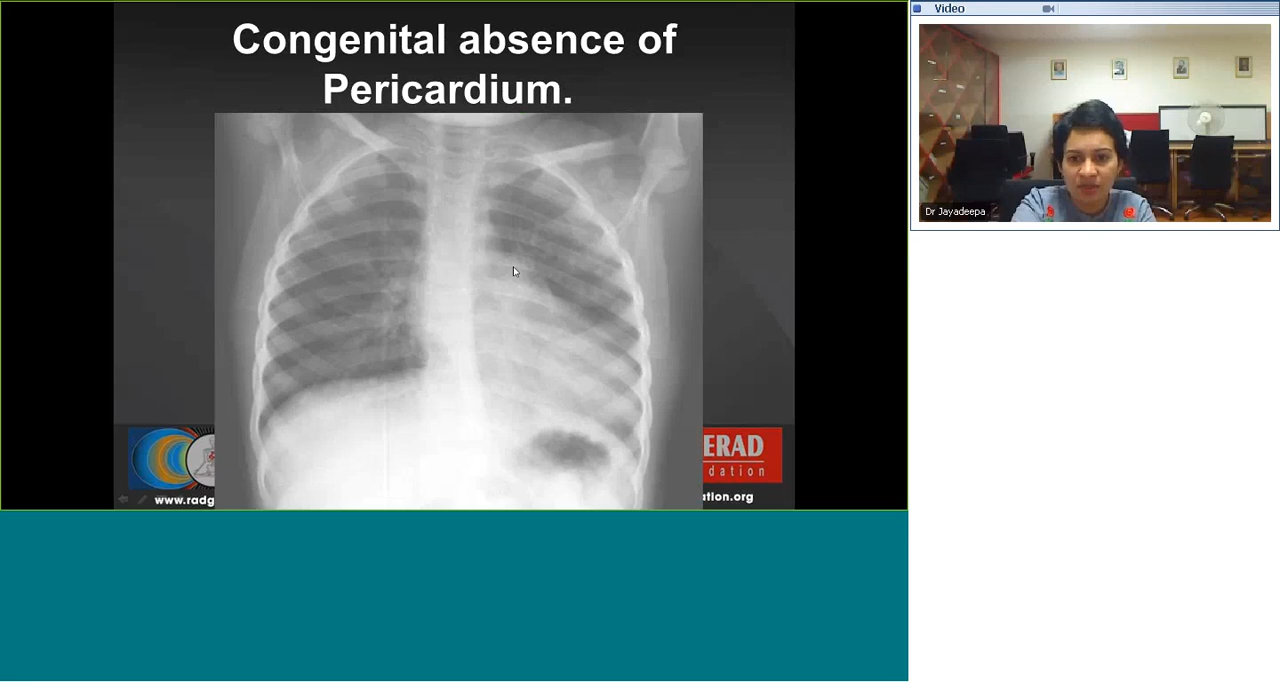 Congenital absence of
Pericardium.
ERAD
dation
www.radg
ation.org
Video
Dr Jayadeepa